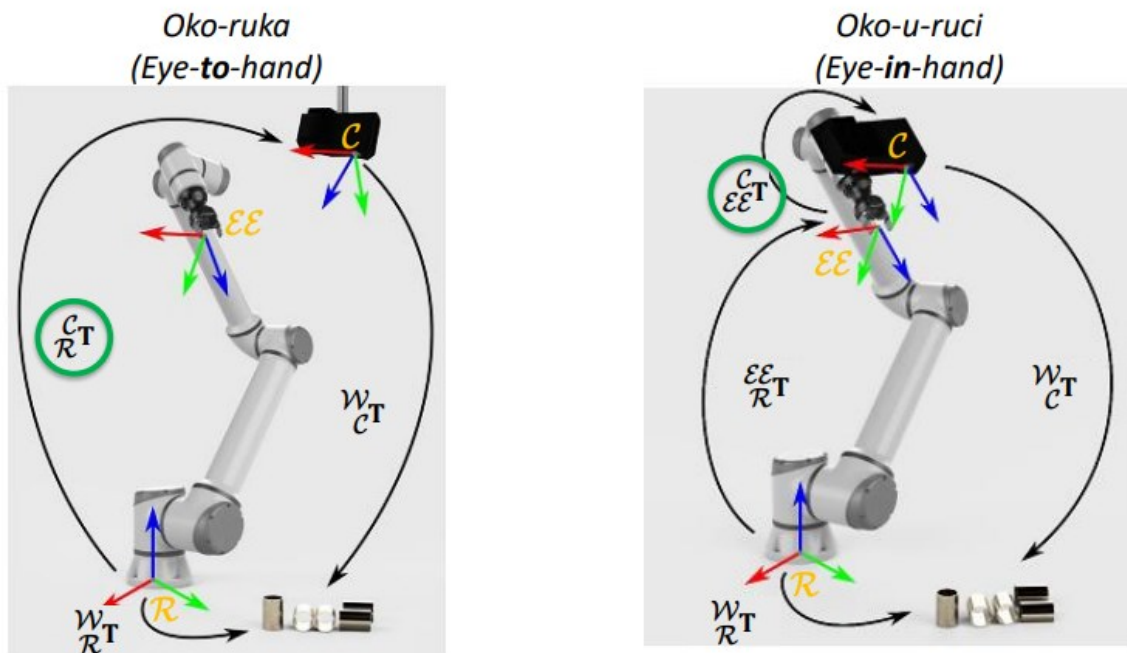 Oko-ruka
(Eye-to-hand)
C
EE
C
R T
W
C T
R
W
R T
Oko-u-ruci
(Eye-in-hand)
C
C
EE T
EE
EE
R T
W
C T
R
W
R T